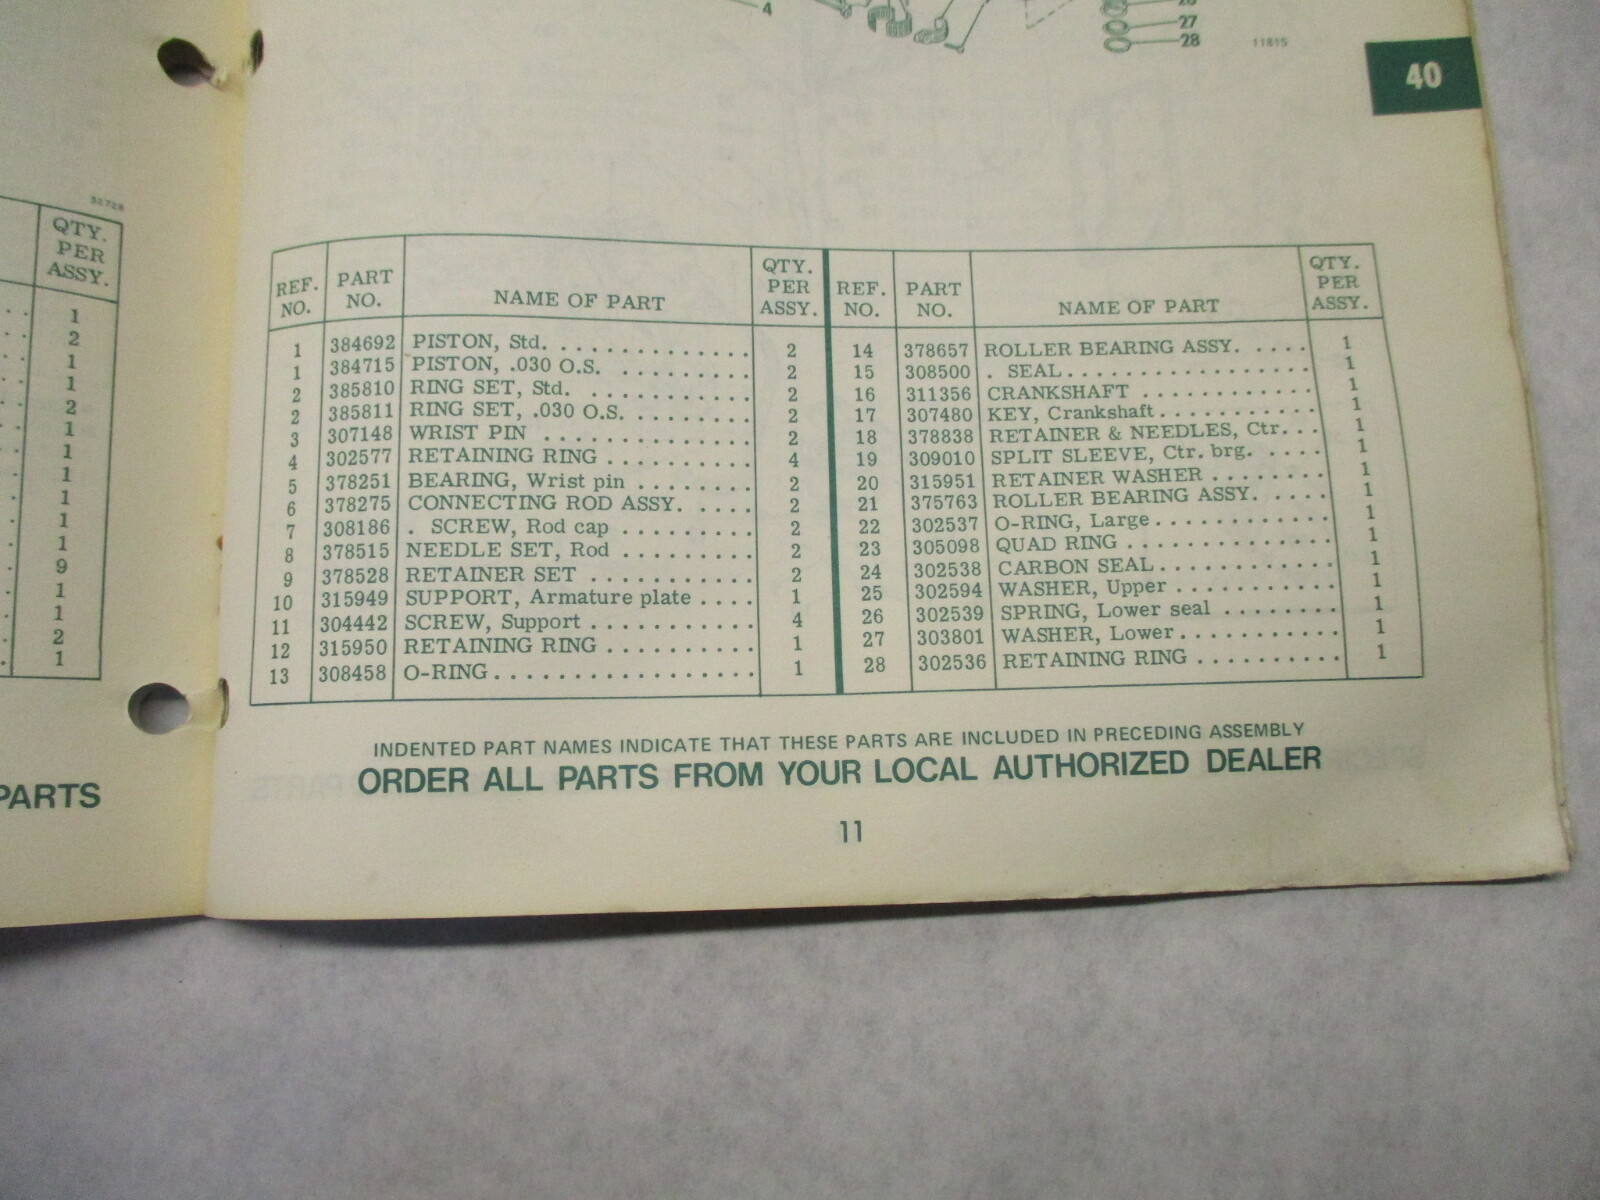 4
26
27
28
11815
40
32728
QTY.
PER
ASSY.
1
2
1
1
2
1
1
1
1
1
1
9
1
1
2
1
PARTS
REF. NO. PART NO. NAME OF PART QTY. PER ASSY.
1 384692 PISTON, Std. . . . . . . . . . . . . . 2
1 384715 PISTON, .030 O.S. . . . . . . . . 2
2 385810 RING SET, Std. . . . . . . . . . . . 2
2 385811 RING SET, .030 O.S. . . . . . . . 2
3 307148 WRIST PIN . . . . . . . . . . . . . 2
4 302577 RETAINING RING . . . . . . . . . 4
5 378251 BEARING, Wrist pin . . . . . . . . 2
6 378275 CONNECTING ROD ASSY. . . . . 2
7 308186 . SCREW, Rod cap . . . . . . . . 2
8 378515 NEEDLE SET, Rod . . . . . . . . 2
9 378528 RETAINER SET . . . . . . . . . . 2
10 315949 SUPPORT, Armature plate . . . . 1
11 304442 SCREW, Support . . . . . . . . . . 4
12 315950 RETAINING RING . . . . . . . . . 1
13 308458 O-RING . . . . . . . . . . . . . . . . 1
REF. NO. PART NO. NAME OF PART QTY. PER ASSY.
14 378657 ROLLER BEARING ASSY. . . . . 1
15 308500 . SEAL . . . . . . . . . . . . . . . . 1
16 311356 CRANKSHAFT . . . . . . . . . . . 1
17 307480 KEY, Crankshaft . . . . . . . . . . 1
18 378838 RETAINER & NEEDLES, Ctr. . . 1
19 309010 SPLIT SLEEVE, Ctr. brg. . . . . 1
20 315951 RETAINER WASHER . . . . . . . 1
21 375763 ROLLER BEARING ASSY. . . . . 1
22 302537 O-RING, Large . . . . . . . . . . . 1
23 305098 QUAD RING . . . . . . . . . . . . . 1
24 302538 CARBON SEAL . . . . . . . . . . . 1
25 302594 WASHER, Upper . . . . . . . . . . 1
26 302539 SPRING, Lower seal . . . . . . . 1
27 303801 WASHER, Lower . . . . . . . . . . 1
28 302536 RETAINING RING . . . . . . . . . 1
INDENTED PART NAMES INDICATE THAT THESE PARTS ARE INCLUDED IN PRECEDING ASSEMBLY
ORDER ALL PARTS FROM YOUR LOCAL AUTHORIZED DEALER
11